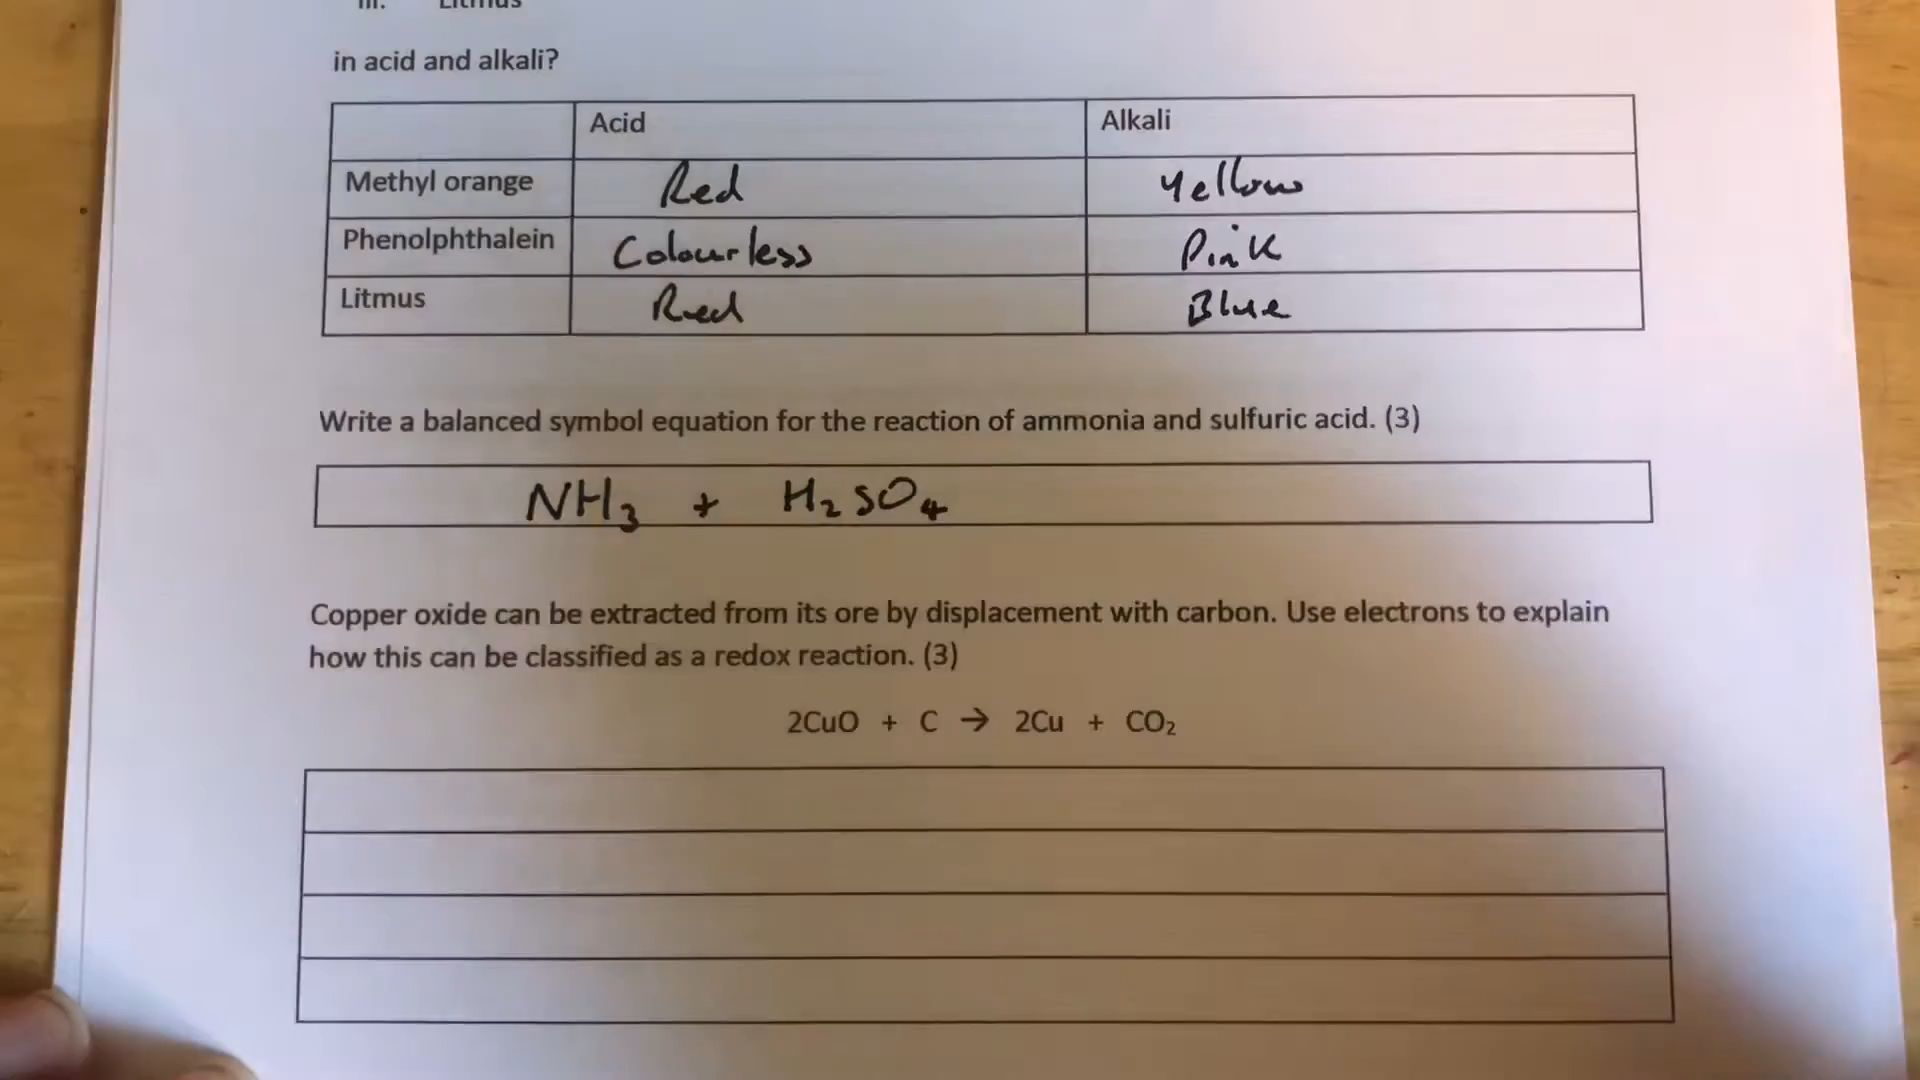 iii. Litmus
in acid and alkali?
Acid Alkali
Methyl orange Red Yellow
Phenolphthalein Colourless Pink
Litmus Red Blue
Write a balanced symbol equation for the reaction of ammonia and sulfuric acid. (3)
NH₃ + H₂SO₄
Copper oxide can be extracted from its ore by displacement with carbon. Use electrons to explain
how this can be classified as a redox reaction. (3)
2CuO + C → 2Cu + CO₂